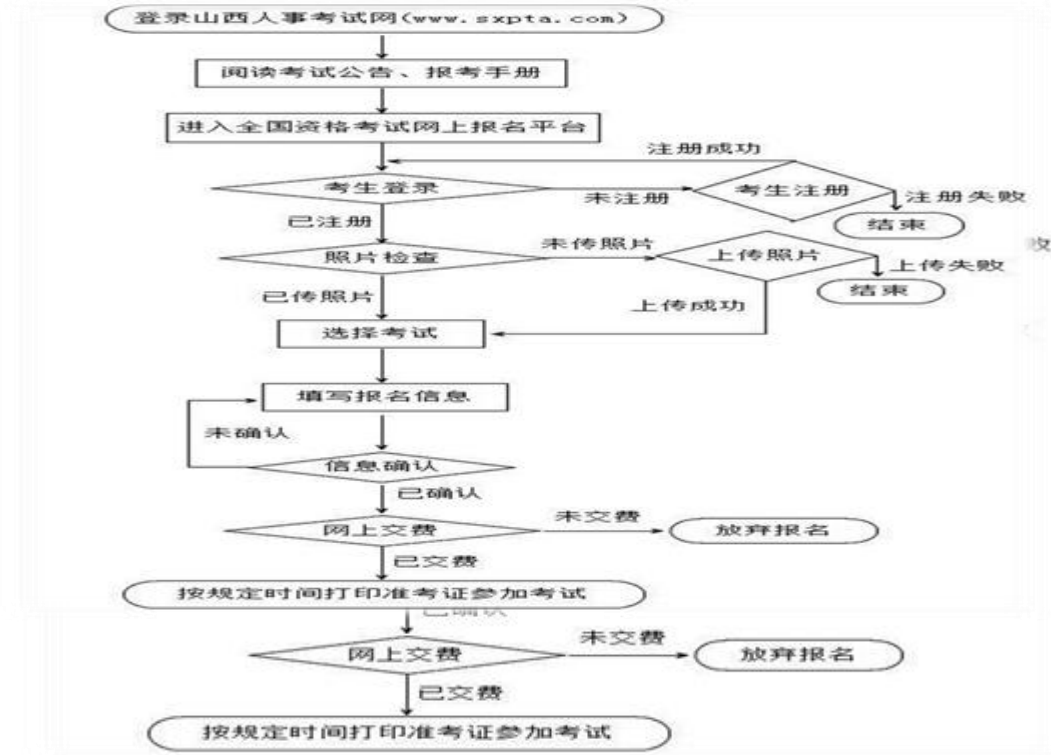 登录山西人事考试网(www.sxpta.com)
阅读考试公告、报考手册
进入全国资格考试网上报名平台
注册成功
考生登录
未注册
考生注册
注册失败
结束
已注册
照片检查
未传照片
上传照片
败
上传失败
结束
已传照片
上传成功
选择考试
填写报名信息
未确认
信息确认
已确认
网上交费
未交费
放弃报名
已交费
按规定时间打印准考证参加考试
已确认
网上交费
未交费
放弃报名
已交费
按规定时间打印准考证参加考试